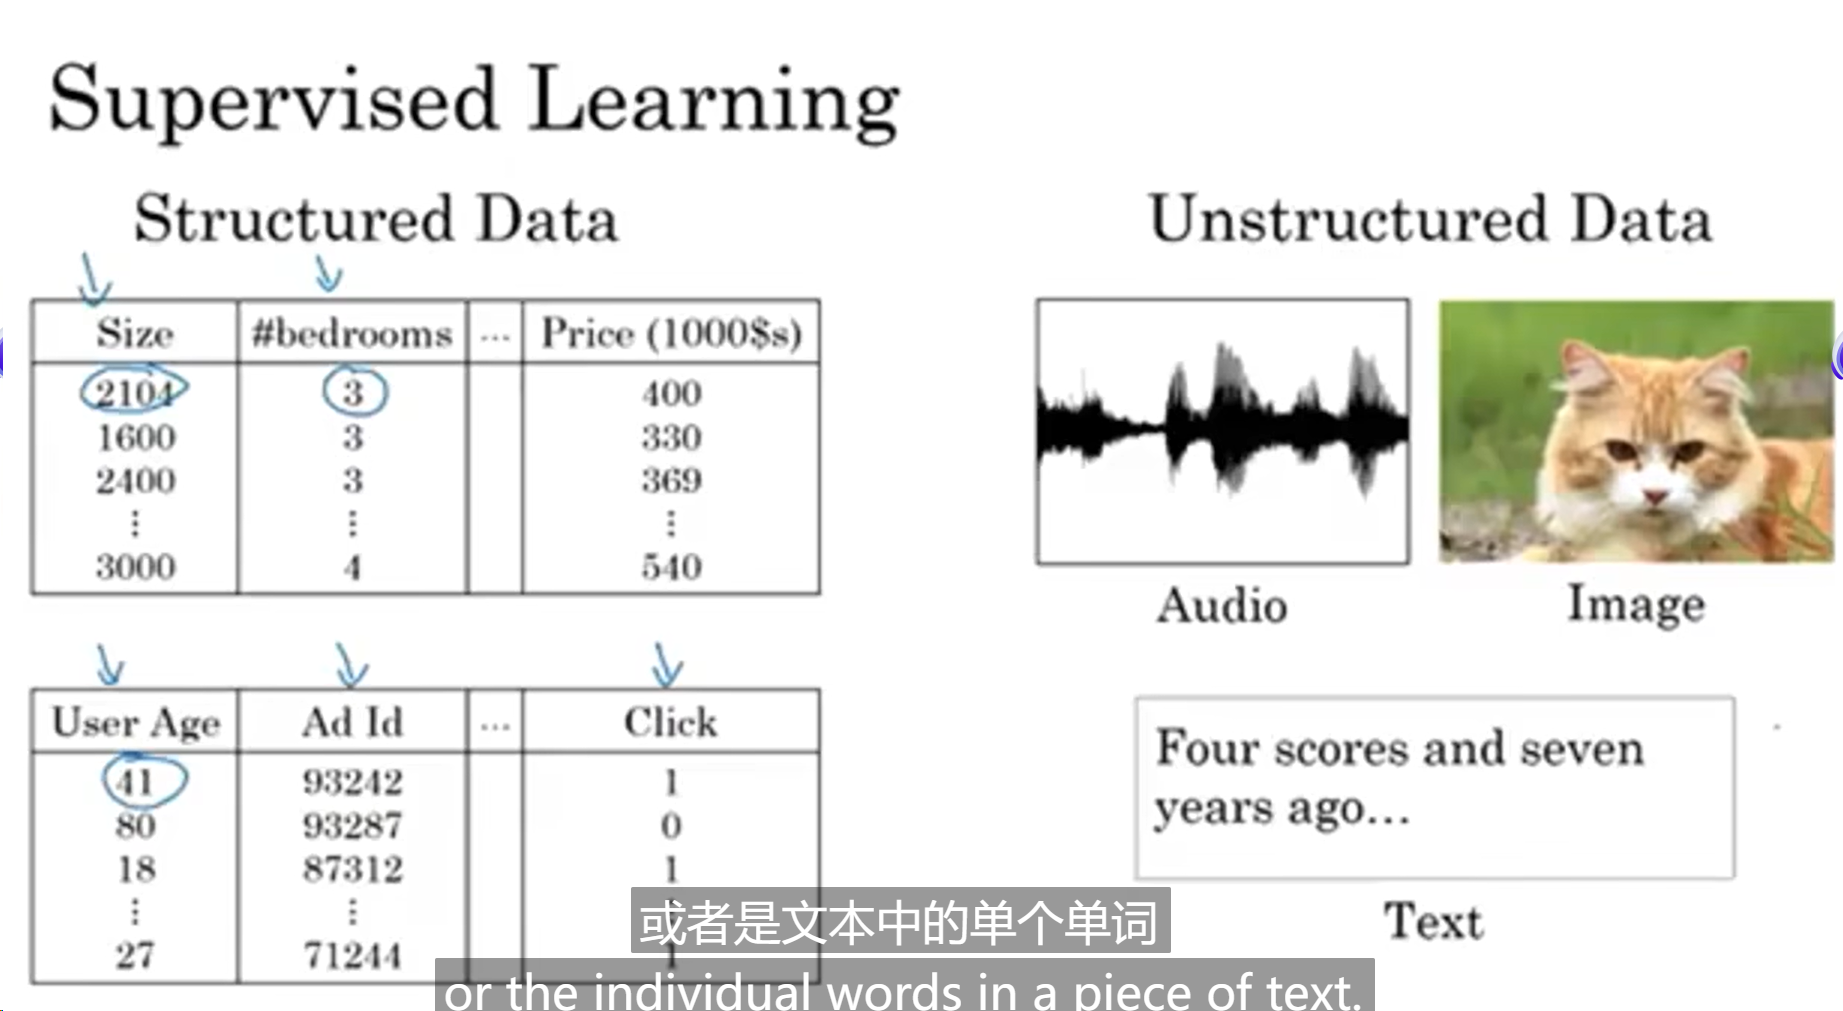 Supervised Learning
Structured Data
Size #bedrooms ... Price (1000$s)
2104 3 400
1600 3 330
2400 3 369
⋮ ⋮ ⋮
3000 4 540
User Age Ad Id ... Click
41 93242 1
80 93287 0
18 87312 1
⋮ ⋮ ⋮
27 71244 1
Unstructured Data
Audio
Image
Four scores and seven
years ago...
Text
或者是文本中的单个单词
or the individual words in a piece of text.